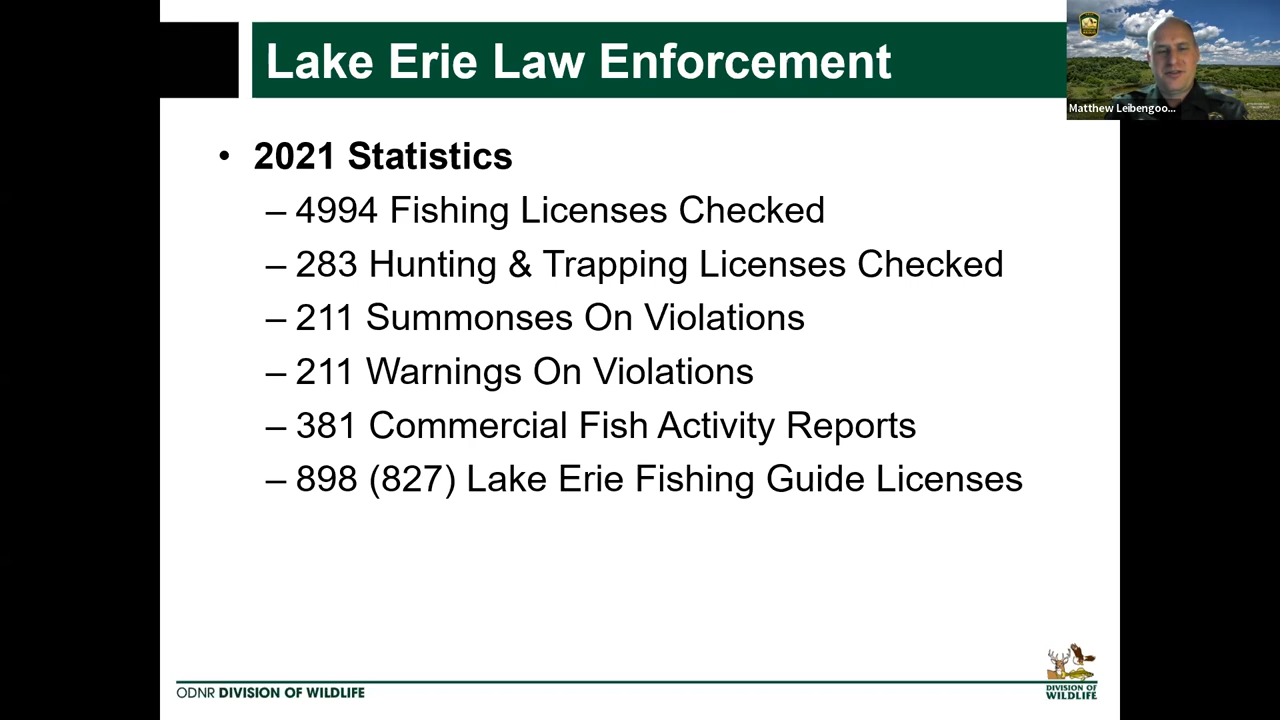 Lake Erie Law Enforcement
Matthew Leibengoo...
• 2021 Statistics
– 4994 Fishing Licenses Checked
– 283 Hunting & Trapping Licenses Checked
– 211 Summonses On Violations
– 211 Warnings On Violations
– 381 Commercial Fish Activity Reports
– 898 (827) Lake Erie Fishing Guide Licenses
ODNR DIVISION OF WILDLIFE
DIVISION OF
WILDLIFE